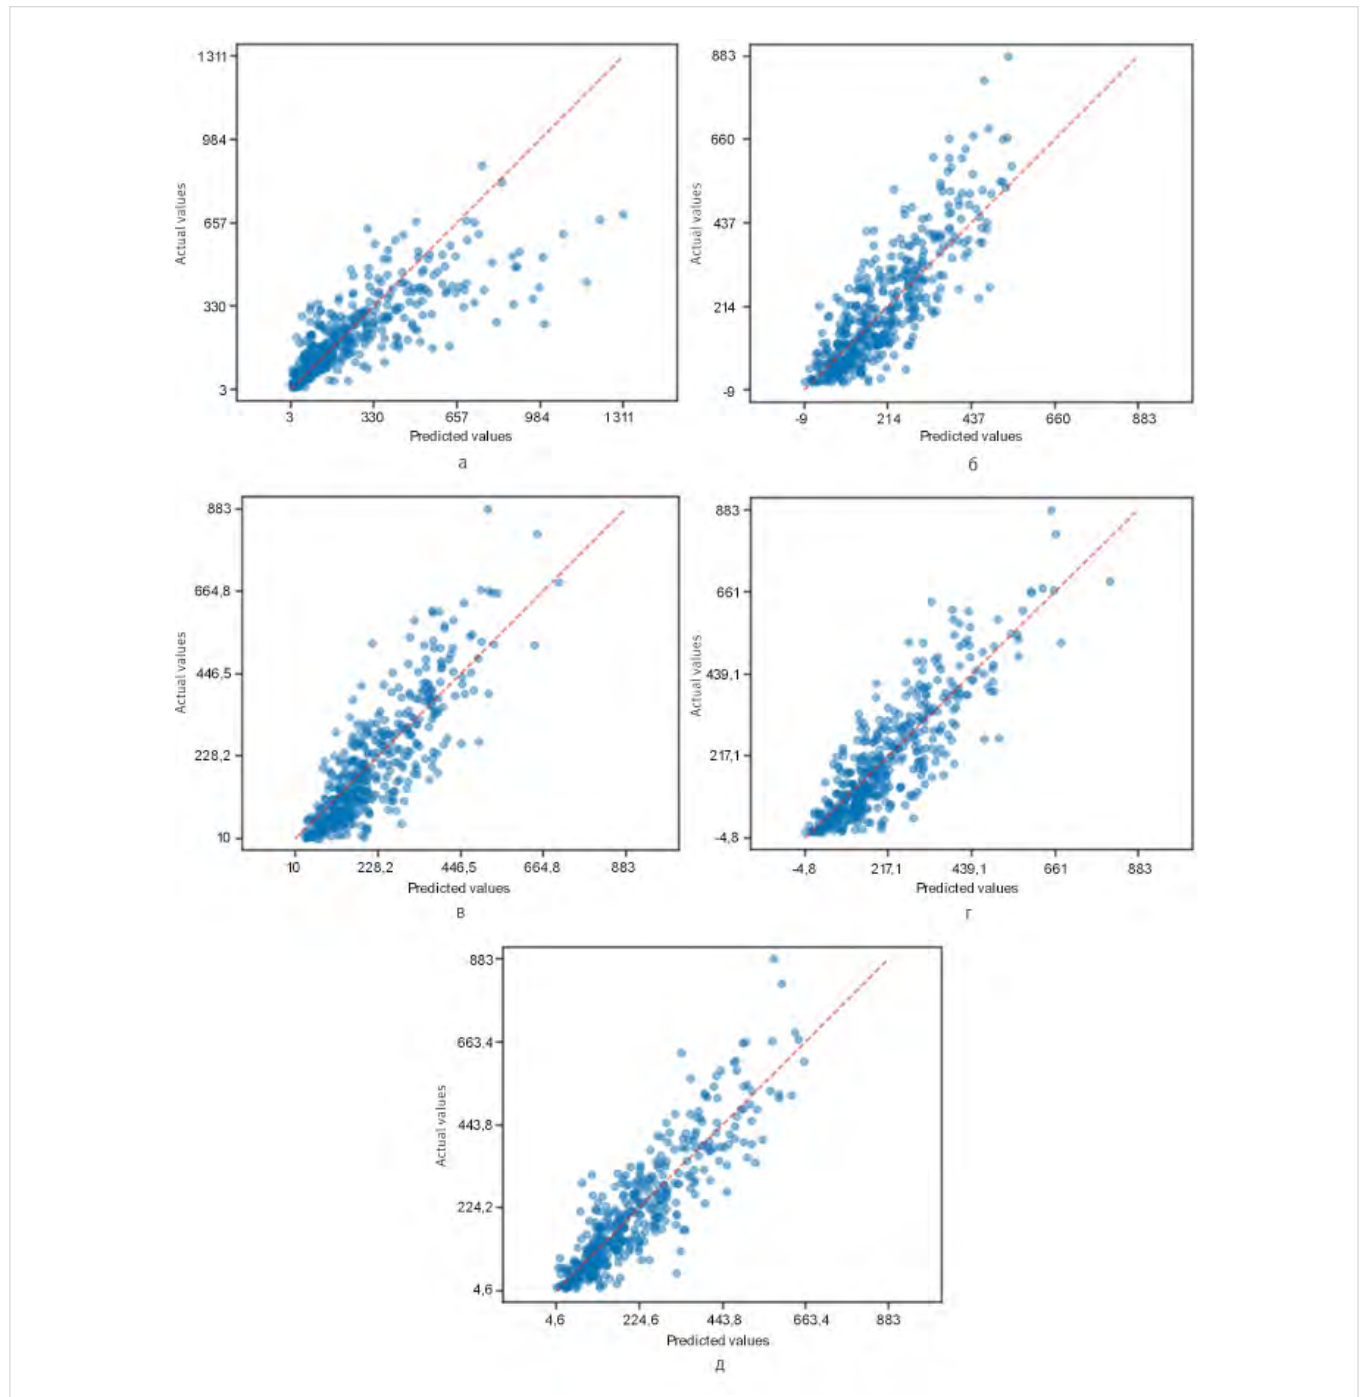 1311
984
657
330
3
Actual values
3 330 657 984 1311
Predicted values
а
883
660
437
214
-9
Actual values
-9 214 437 660 883
Predicted values
б
883
664,8
446,5
228,2
10
Actual values
10 228,2 446,5 664,8 883
Predicted values
в
883
661
439,1
217,1
-4,8
Actual values
-4,8 217,1 439,1 661 883
Predicted values
г
883
663,4
443,8
224,2
4,6
Actual values
4,6 224,6 443,8 663,4 883
Predicted values
д